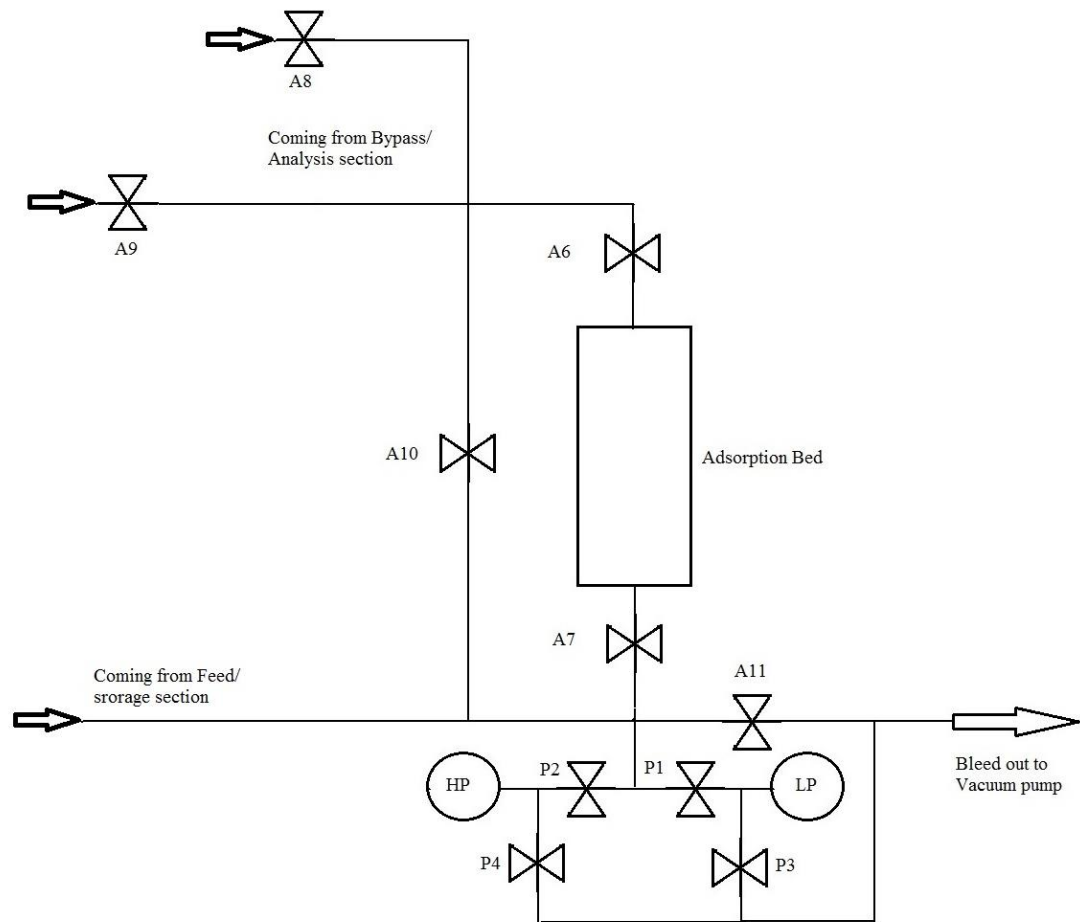 A8
Coming from Bypass/
Analysis section
A9
A6
A10
Adsorption Bed
A7
Coming from Feed/
srorage section
A11
P2
P1
HP
LP
Bleed out to
Vacuum pump
P4
P3